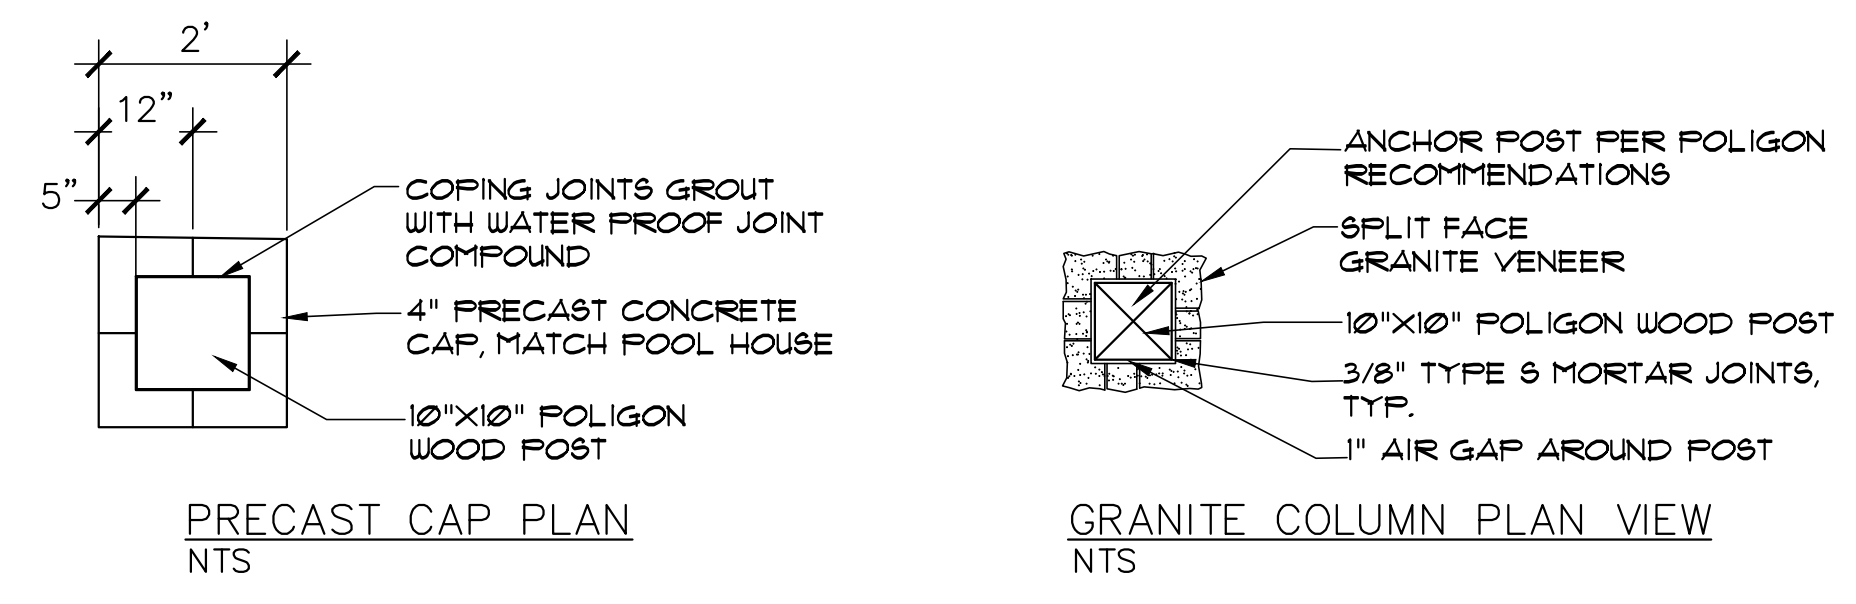 2'
12"
5"
COPING JOINTS GROUT
WITH WATER PROOF JOINT
COMPOUND
4" PRECAST CONCRETE
CAP, MATCH POOL HOUSE
10"X10" POLIGON
WOOD POST
PRECAST CAP PLAN
NTS
ANCHOR POST PER POLIGON
RECOMMENDATIONS
SPLIT FACE
GRANITE VENEER
10"X10" POLIGON WOOD POST
3/8" TYPE S MORTAR JOINTS,
TYP.
1" AIR GAP AROUND POST
GRANITE COLUMN PLAN VIEW
NTS